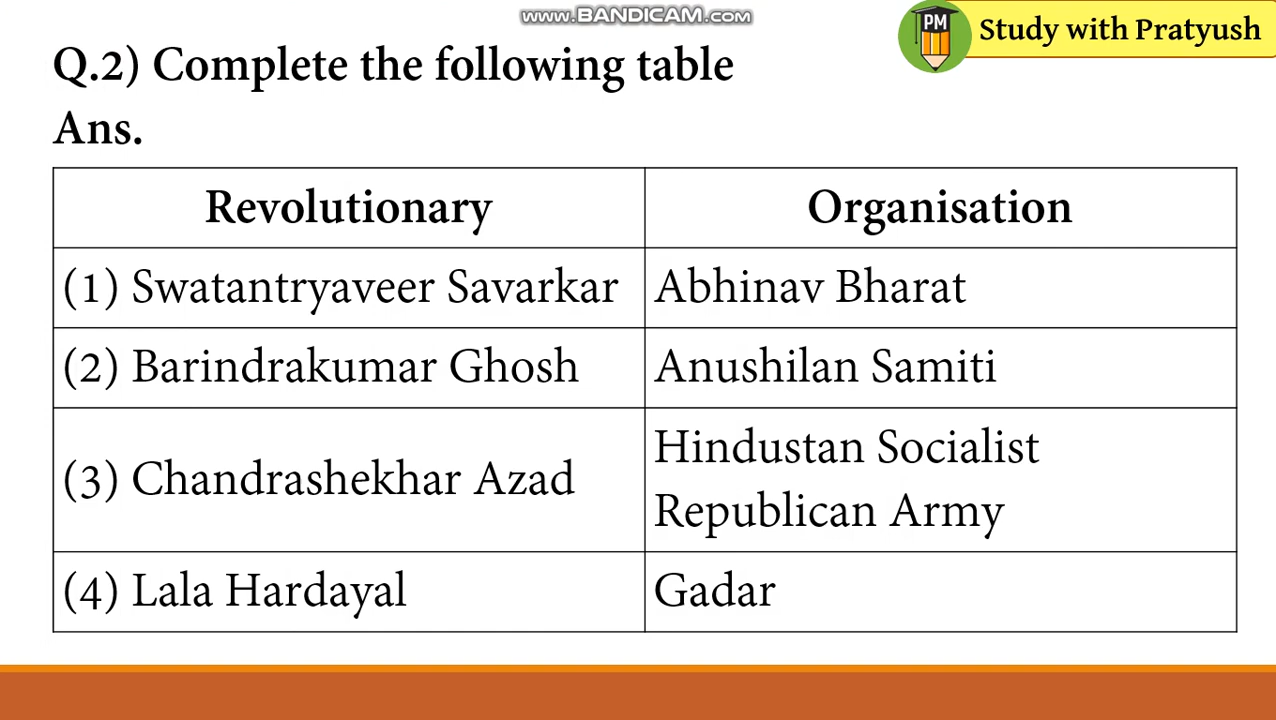 www.BANDICAM.com
PM
Study with Pratyush
Q.2) Complete the following table
Ans.
Revolutionary Organisation
(1) Swatantryaveer Savarkar Abhinav Bharat
(2) Barindrakumar Ghosh Anushilan Samiti
(3) Chandrashekhar Azad Hindustan Socialist
Republican Army
(4) Lala Hardayal Gadar